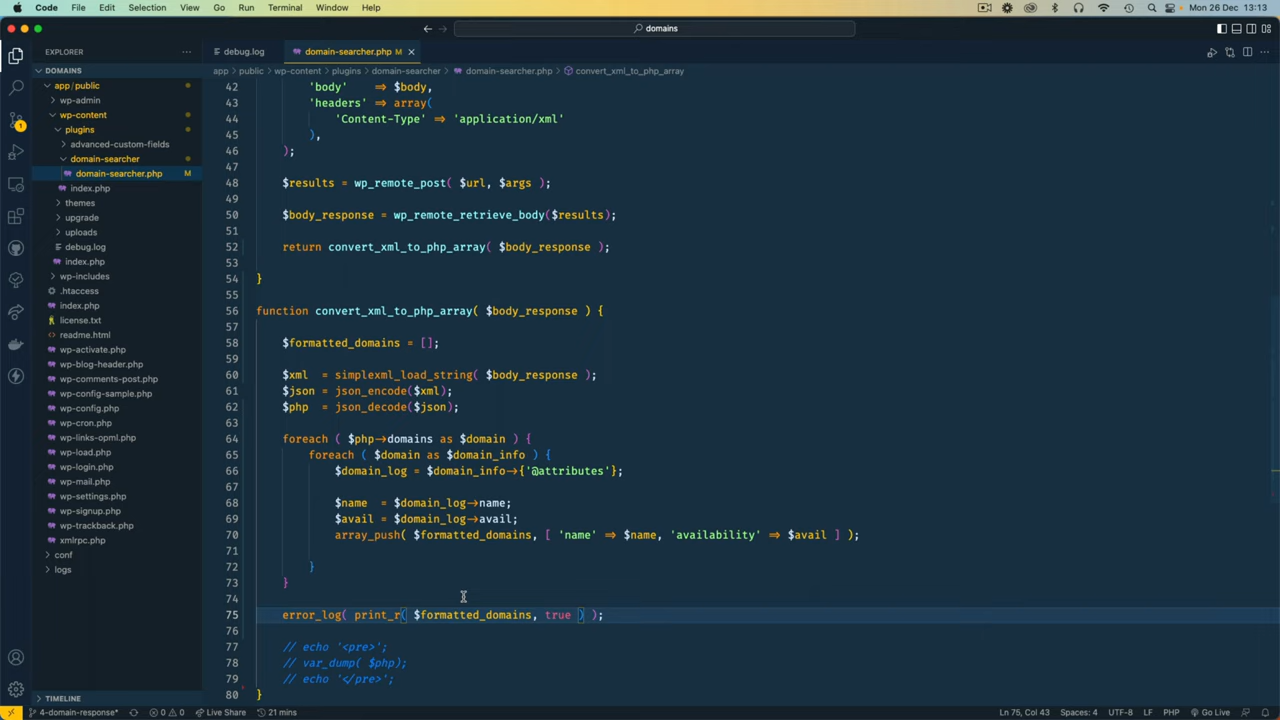 Code File Edit Selection View Go Run Terminal Window Help Mon 26 Dec 13:13
domains
EXPLORER
debug.log domain-searcher.php M
DOMAINS
app > public > wp-content > plugins > domain-searcher > domain-searcher.php > convert_xml_to_php_array
app/public
wp-admin
wp-content
plugins
advanced-custom-fields
domain-searcher
domain-searcher.php M
index.php
themes
upgrade
uploads
debug.log
index.php
wp-includes
.htaccess
index.php
license.txt
readme.html
wp-activate.php
wp-blog-header.php
wp-comments-post.php
wp-config-sample.php
wp-config.php
wp-cron.php
wp-links-opml.php
wp-load.php
wp-login.php
wp-mail.php
wp-settings.php
wp-signup.php
wp-trackback.php
xmlrpc.php
conf
logs
TIMELINE
42 'body' => $body,
43 'headers' => array(
44 'Content-Type' => 'application/xml'
45 ),
46 );
47
48 $results = wp_remote_post( $url, $args );
49
50 $body_response = wp_remote_retrieve_body($results);
51
52 return convert_xml_to_php_array( $body_response );
53
54 }
55
56 function convert_xml_to_php_array( $body_response ) {
57
58 $formatted_domains = [];
59
60 $xml = simplexml_load_string( $body_response );
61 $json = json_encode($xml);
62 $php = json_decode($json);
63
64 foreach ( $php->domains as $domain ) {
65 foreach ( $domain as $domain_info ) {
66 $domain_log = $domain_info->{'@attributes'};
67
68 $name = $domain_log->name;
69 $avail = $domain_log->avail;
70 array_push( $formatted_domains, [ 'name' => $name, 'availability' => $avail ] );
71
72 }
73 }
74
75 error_log( print_r( $formatted_domains, true ) );
76
77 // echo '<pre>';
78 // var_dump( $php);
79 // echo '</pre>';
80 }
4-domain-response* 0 0 Live Share 21 mins Ln 75, Col 43 Spaces: 4 UTF-8 LF PHP Go Live